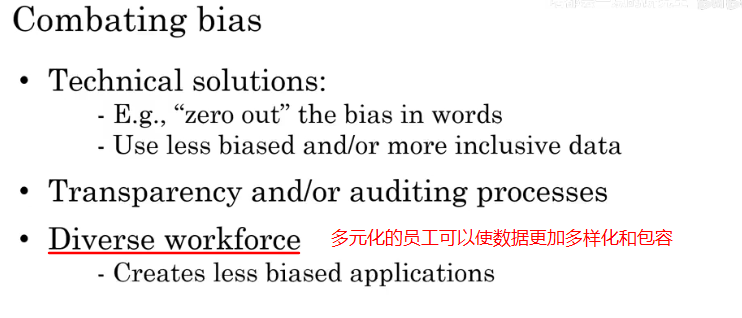 Combating bias
• Technical solutions:
- E.g., “zero out” the bias in words
- Use less biased and/or more inclusive data
• Transparency and/or auditing processes
• Diverse workforce 多元化的员工可以使数据更加多样化和包容
- Creates less biased applications